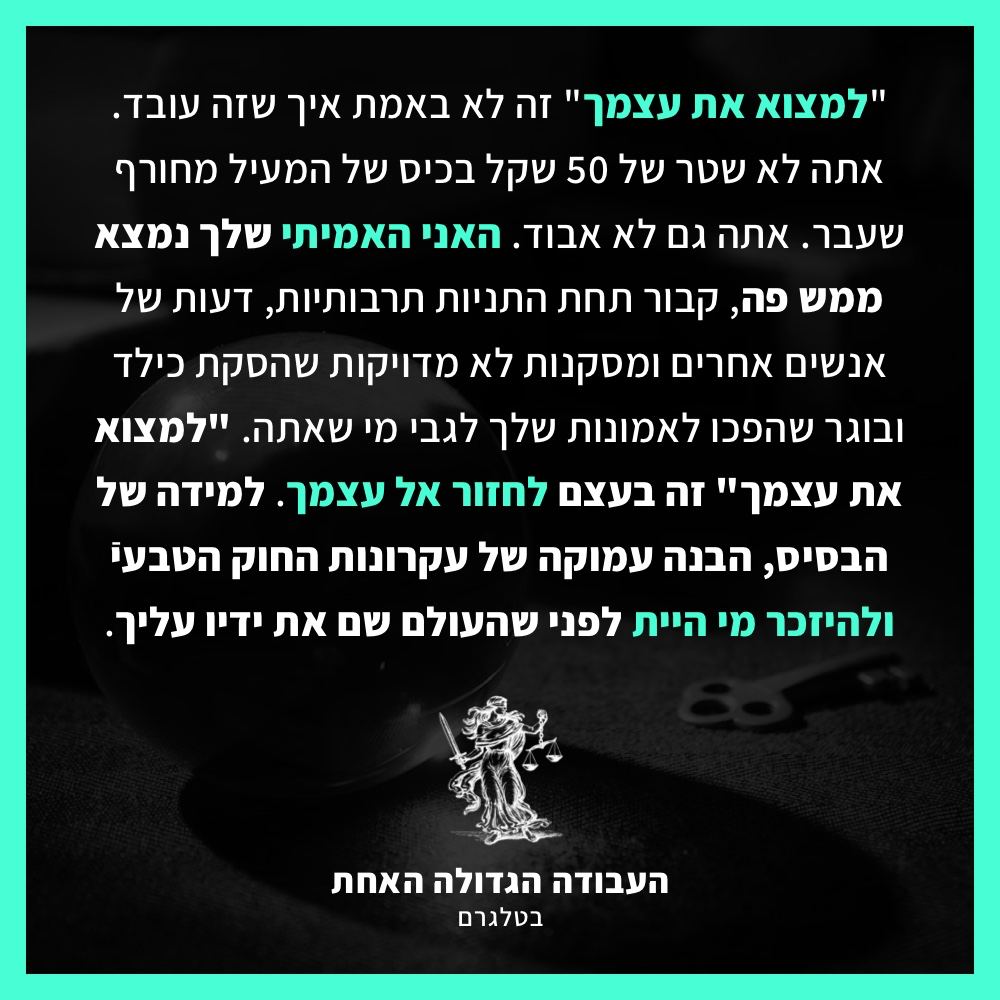 "למצוא את עצמך" זה לא באמת איך שזה עובד.
אתה לא שטר של 50 שקל בכיס של המעיל מחורף
שעבר. אתה גם לא אבוד. האני האמיתי שלך נמצא
ממש פה, קבור תחת התניות תרבותיות, דעות של
אנשים אחרים ומסקנות לא מדויקות שהסקת כילד
ובוגר שהפכו לאמונות שלך לגבי מי שאתה. "למצוא
את עצמך" זה בעצם לחזור אל עצמך. למידה של
הבסיס, הבנה עמוקה של עקרונות החוק הטבעי
ולהיזכר מי היית לפני שהעולם שם את ידיו עליך.
העבודה הגדולה האחת
בטלגרם